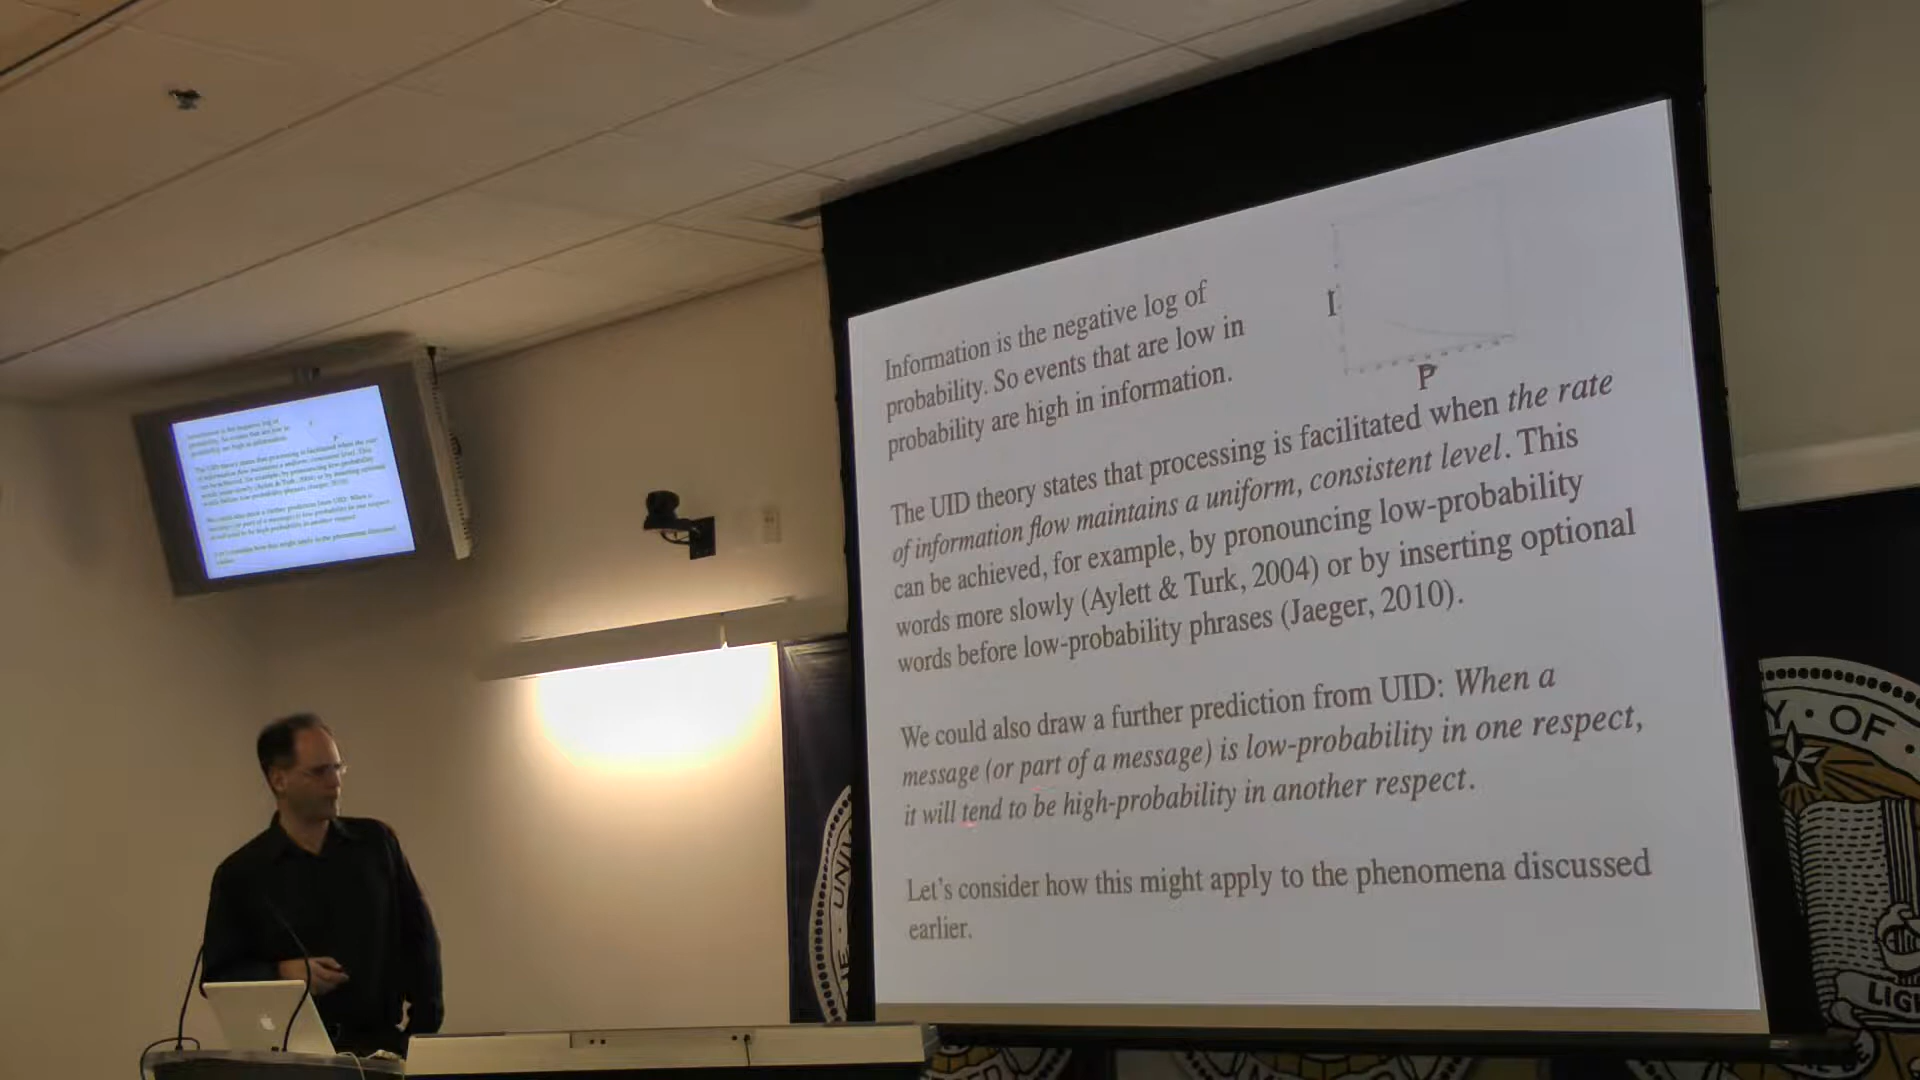 Information is the negative log of
probability. So events that are low in
probability are high in information.
I
P
The UID theory states that processing is facilitated when the rate
of information flow maintains a uniform, consistent level. This
can be achieved, for example, by pronouncing low-probability
words more slowly (Aylett & Turk, 2004) or by inserting optional
words before low-probability phrases (Jaeger, 2010).
We could also draw a further prediction from UID: When a
message (or part of a message) is low-probability in one respect,
it will tend to be high-probability in another respect.
Let's consider how this might apply to the phenomena discussed
earlier.
Y · OF ·
LIG
UNIV